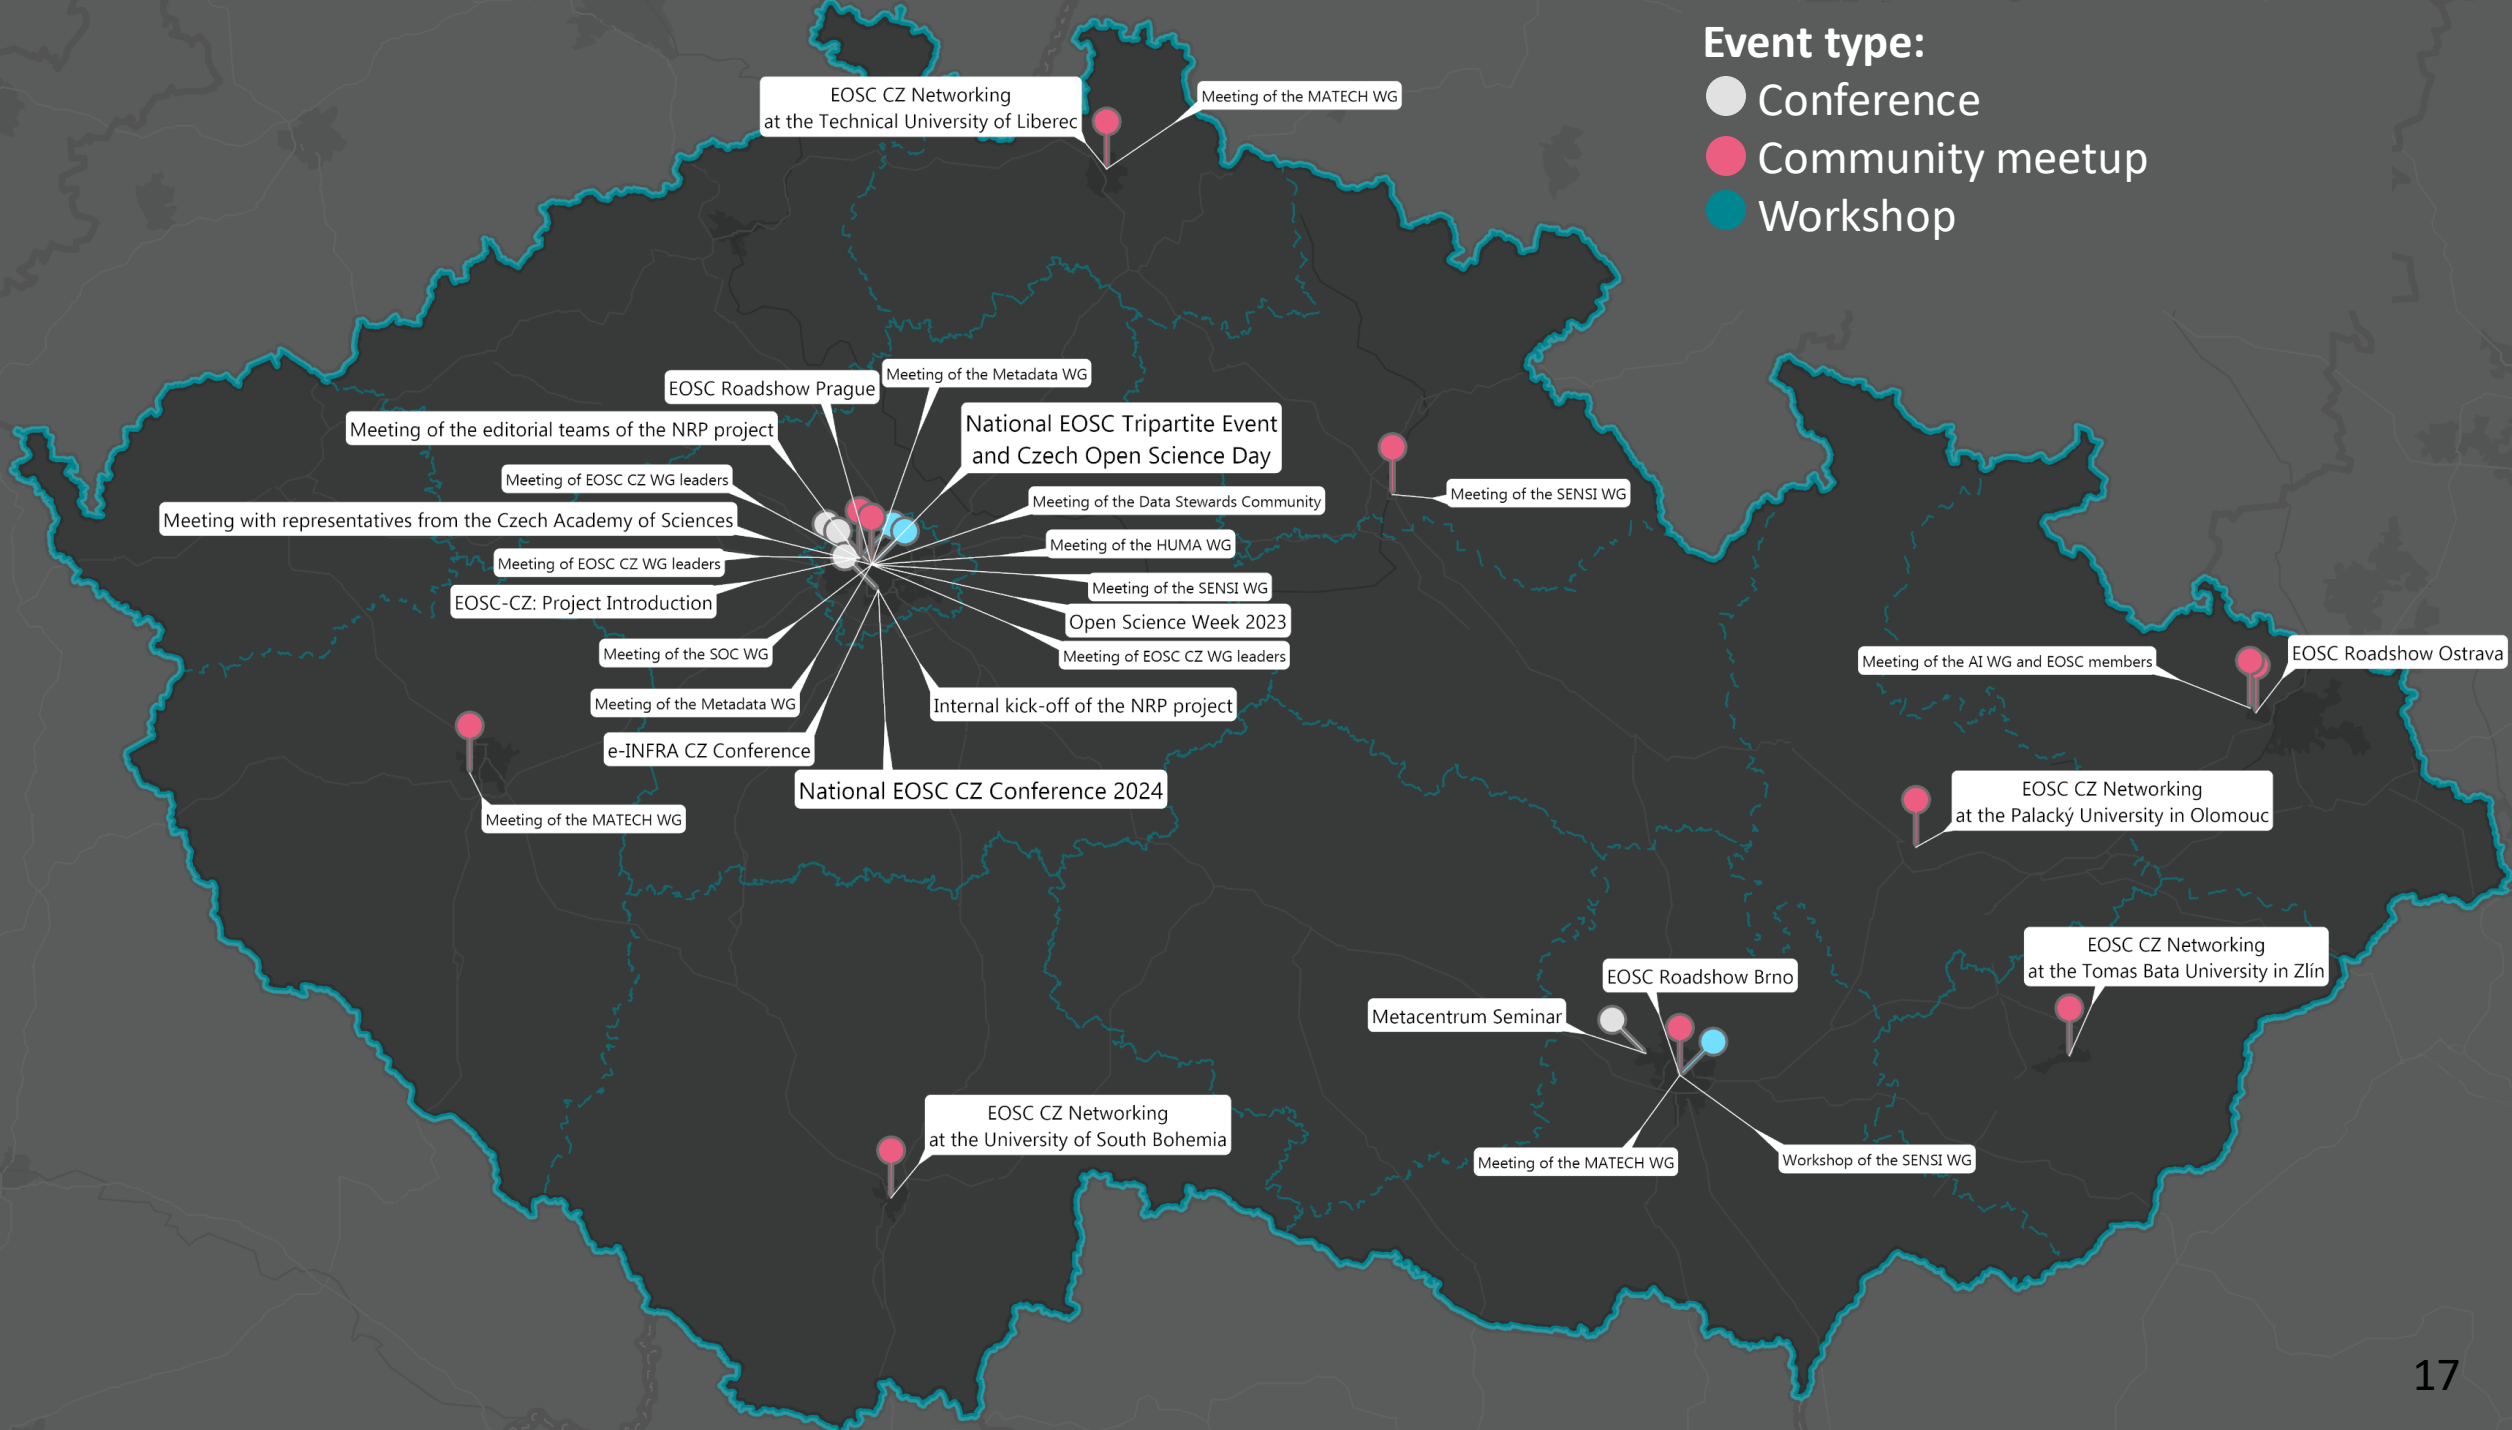 Event type:
Conference
Community meetup
Workshop
EOSC CZ Networking
at the Technical University of Liberec
Meeting of the MATECH WG
EOSC Roadshow Prague
Meeting of the Metadata WG
Meeting of the editorial teams of the NRP project
National EOSC Tripartite Event
and Czech Open Science Day
Meeting of EOSC CZ WG leaders
Meeting of the Data Stewards Community
Meeting of the SENSI WG
Meeting with representatives from the Czech Academy of Sciences
Meeting of the HUMA WG
Meeting of EOSC CZ WG leaders
Meeting of the SENSI WG
EOSC-CZ: Project Introduction
Open Science Week 2023
Meeting of the SOC WG
Meeting of EOSC CZ WG leaders
Meeting of the AI WG and EOSC members
EOSC Roadshow Ostrava
Meeting of the Metadata WG
Internal kick-off of the NRP project
e-INFRA CZ Conference
National EOSC CZ Conference 2024
Meeting of the MATECH WG
EOSC CZ Networking
at the Palacký University in Olomouc
EOSC CZ Networking
at the Tomas Bata University in Zlín
EOSC Roadshow Brno
Metacentrum Seminar
EOSC CZ Networking
at the University of South Bohemia
Meeting of the MATECH WG
Workshop of the SENSI WG
17